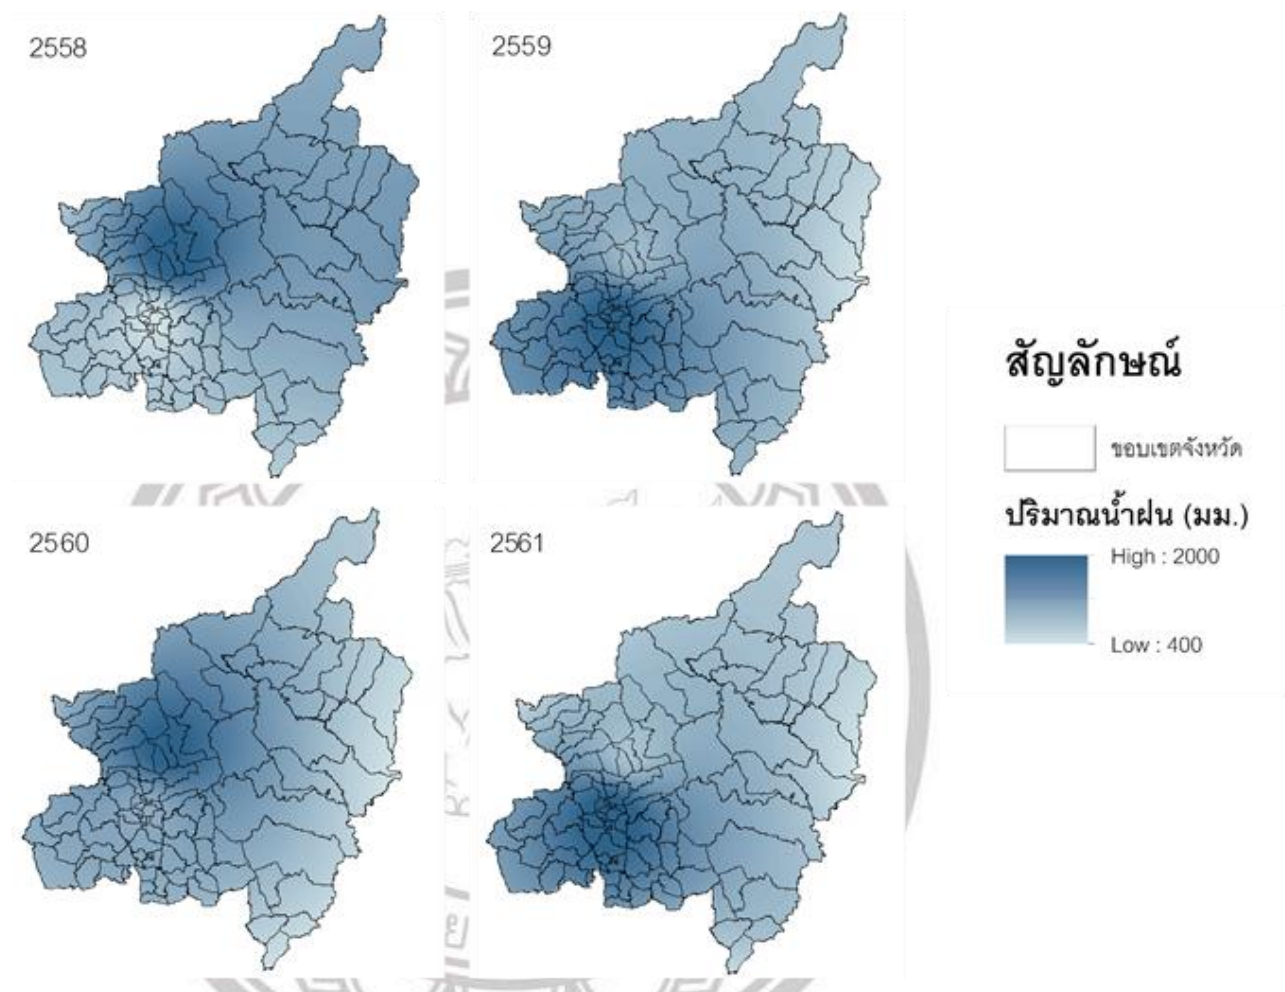 2558
2559
2560
2561
สัญลักษณ์
ขอบเขตจังหวัด
ปริมาณน้ำฝน (มม.)
High : 2000
Low : 400